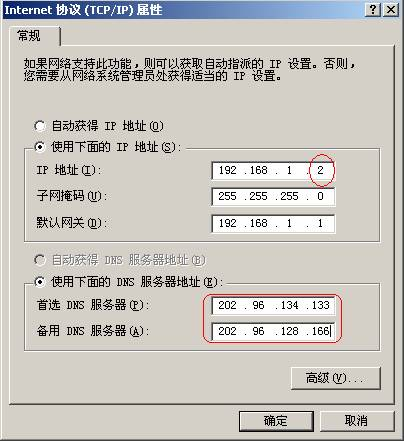 Internet 协议 (TCP/IP) 属性
常规
如果网络支持此功能，则可以获取自动指派的 IP 设置。否则，
您需要从网络系统管理员处获得适当的 IP 设置。
自动获得 IP 地址(O)
使用下面的 IP 地址(S):
IP 地址(I): 192 .168 . 1 . 2
子网掩码(U): 255 .255 .255 . 0
默认网关(D): 192 .168 . 1 . 1
自动获得 DNS 服务器地址(B)
使用下面的 DNS 服务器地址(E):
首选 DNS 服务器(P): 202 . 96 .134 .133
备用 DNS 服务器(A): 202 . 96 .128 .166
高级(V)...
确定 取消